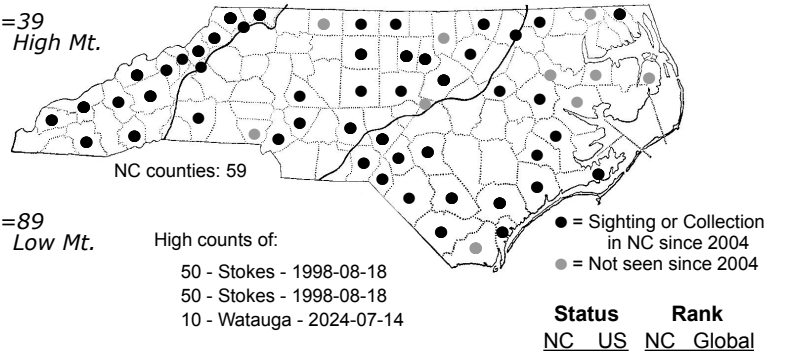 =39
High Mt.
NC counties: 59
=89
Low Mt.
High counts of:
50 - Stokes - 1998-08-18
50 - Stokes - 1998-08-18
10 - Watauga - 2024-07-14
= Sighting or Collection
in NC since 2004
= Not seen since 2004
Status Rank
NC US NC Global